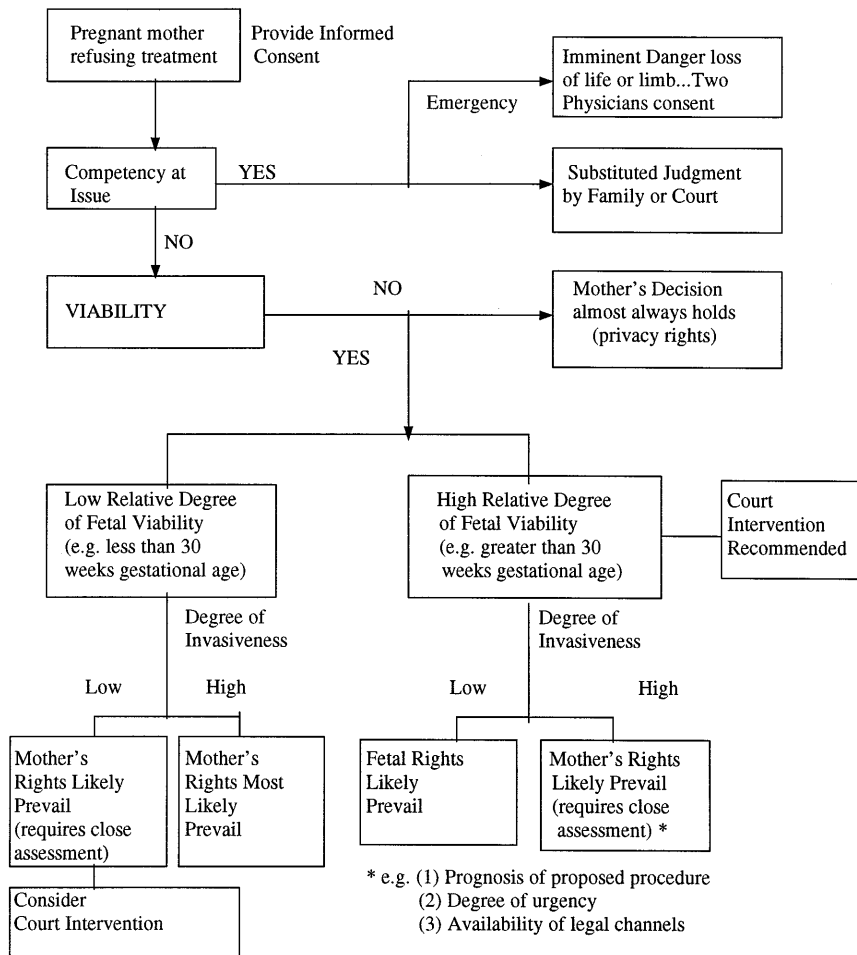 Pregnant mother
refusing treatment
Provide Informed
Consent
Imminent Danger loss
of life or limb...Two
Physicians consent
Emergency
Competency at
Issue
YES
Substituted Judgment
by Family or Court
NO
VIABILITY
NO
Mother's Decision
almost always holds
(privacy rights)
YES
Low Relative Degree
of Fetal Viability
(e.g. less than 30
weeks gestational age)
High Relative Degree
of Fetal Viability
(e.g. greater than 30
weeks gestational age)
Court
Intervention
Recommended
Degree of
Invasiveness
Degree of
Invasiveness
Low
High
Low
High
Mother's
Rights Likely
Prevail
(requires close
assessment)
Mother's
Rights Most
Likely
Prevail
Fetal Rights
Likely
Prevail
Mother's Rights
Likely Prevail
(requires close
assessment) *
Consider
Court Intervention
* e.g. (1) Prognosis of proposed procedure
(2) Degree of urgency
(3) Availability of legal channels